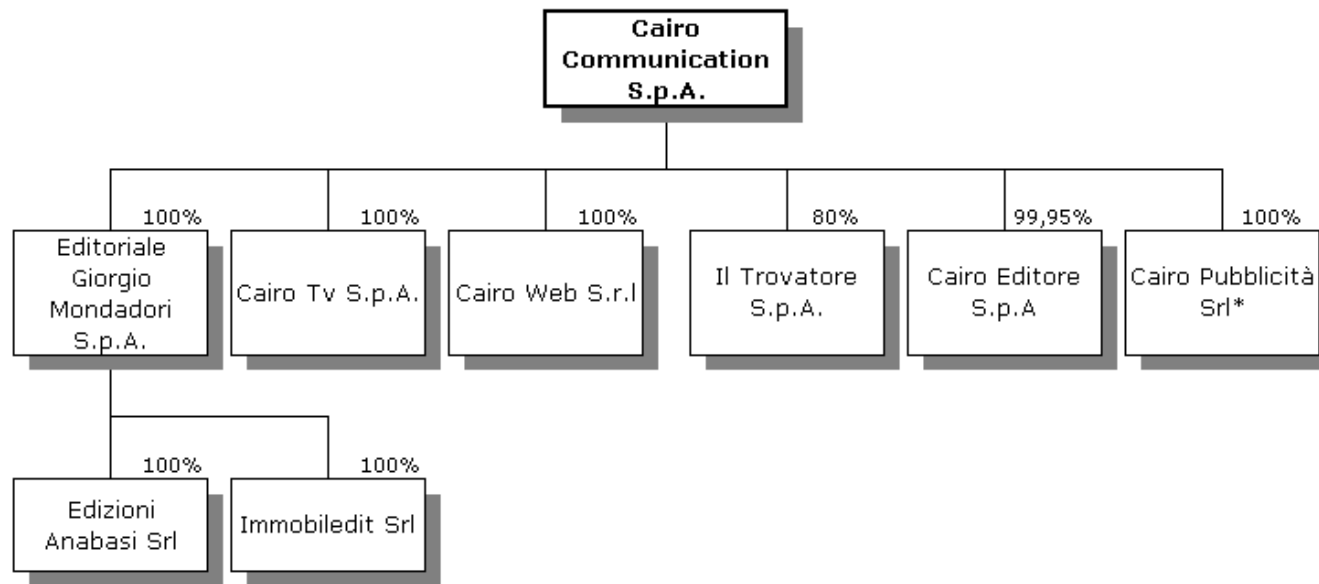 Cairo
Communication
S.p.A.
100%
100%
100%
80%
99,95%
100%
Editoriale
Giorgio
Mondadori
S.p.A.
Cairo Tv S.p.A.
Cairo Web S.r.l
Il Trovatore
S.p.A.
Cairo Editore
S.p.A
Cairo Pubblicità
Srl*
100%
100%
Edizioni
Anabasi Srl
Immobiledit Srl